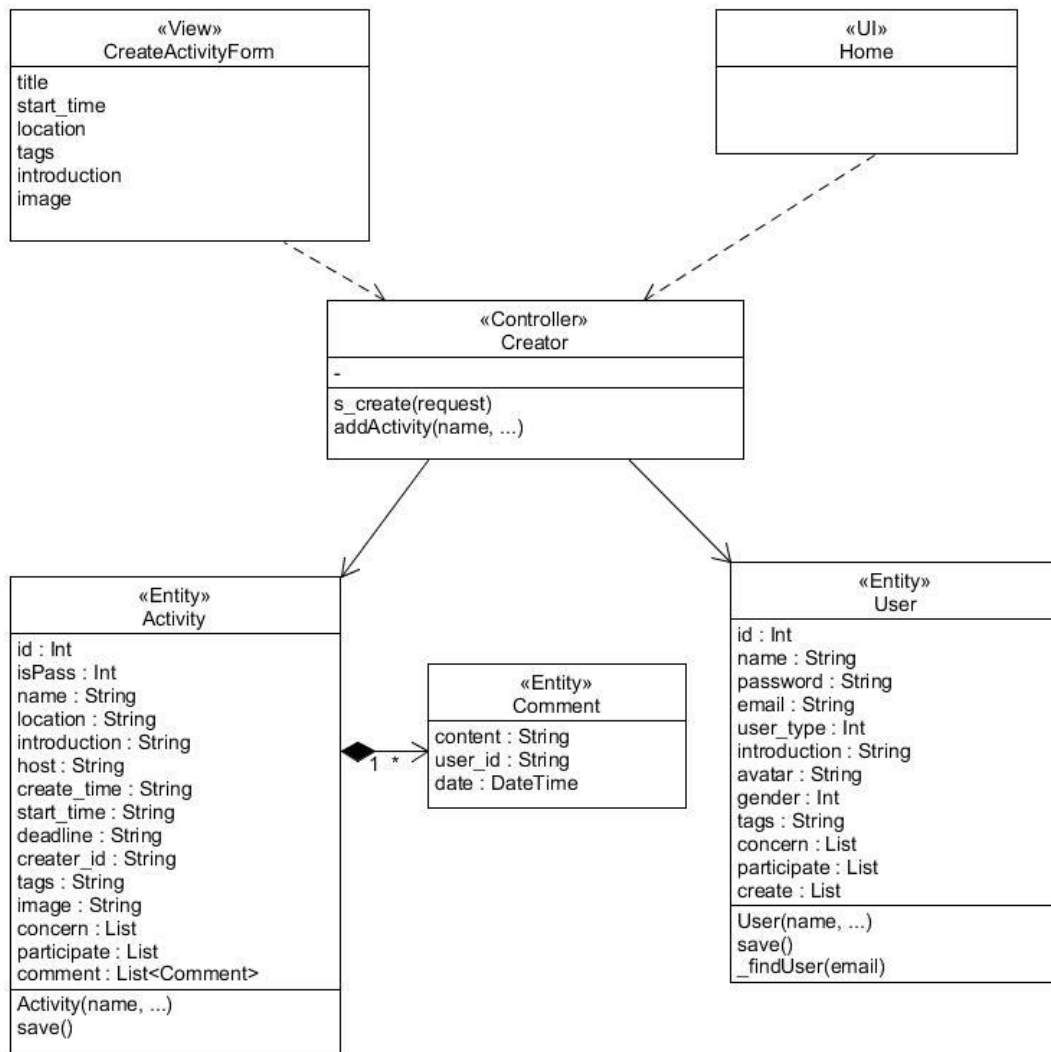 «View»
CreateActivityForm
title
start_time
location
tags
introduction
image
«UI»
Home
«Controller»
Creator
-
s_create(request)
addActivity(name, ...)
«Entity»
Activity
id : Int
isPass : Int
name : String
location : String
introduction : String
host : String
create_time : String
start_time : String
deadline : String
creater_id : String
tags : String
image : String
concern : List
participate : List
comment : List<Comment>
Activity(name, ...)
save()
1 *
«Entity»
Comment
content : String
user_id : String
date : DateTime
«Entity»
User
id : Int
name : String
password : String
email : String
user_type : Int
introduction : String
avatar : String
gender : Int
tags : String
concern : List
participate : List
create : List
User(name, ...)
save()
_findUser(email)